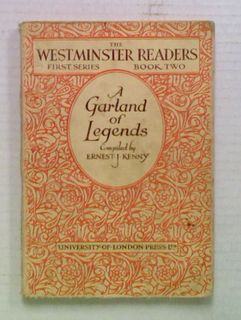 THE
WESTMINSTER READERS
FIRST SERIES BOOK TWO
A
Garland
of
Legends
Compiled by
ERNEST J. KENNY
UNIVERSITY OF LONDON PRESS LTD